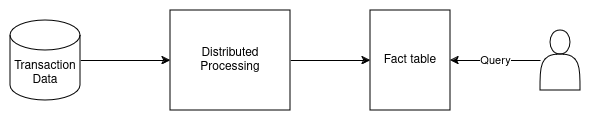 Transaction
Data
Distributed
Processing
Fact table
Query